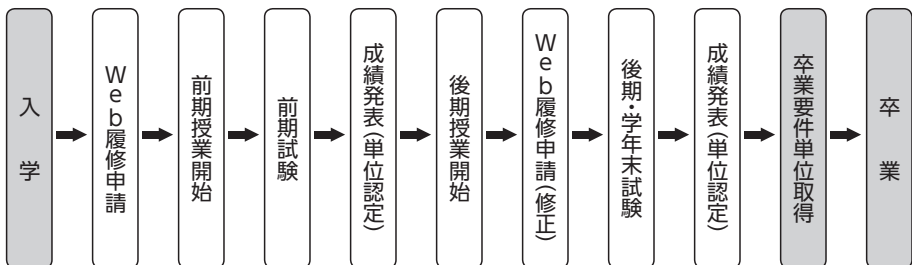 入学
Web履修申請
前期授業開始
前期試験
成績発表(単位認定)
後期授業開始
Web履修申請(修正)
後期・学年末試験
成績発表(単位認定)
卒業要件単位取得
卒業